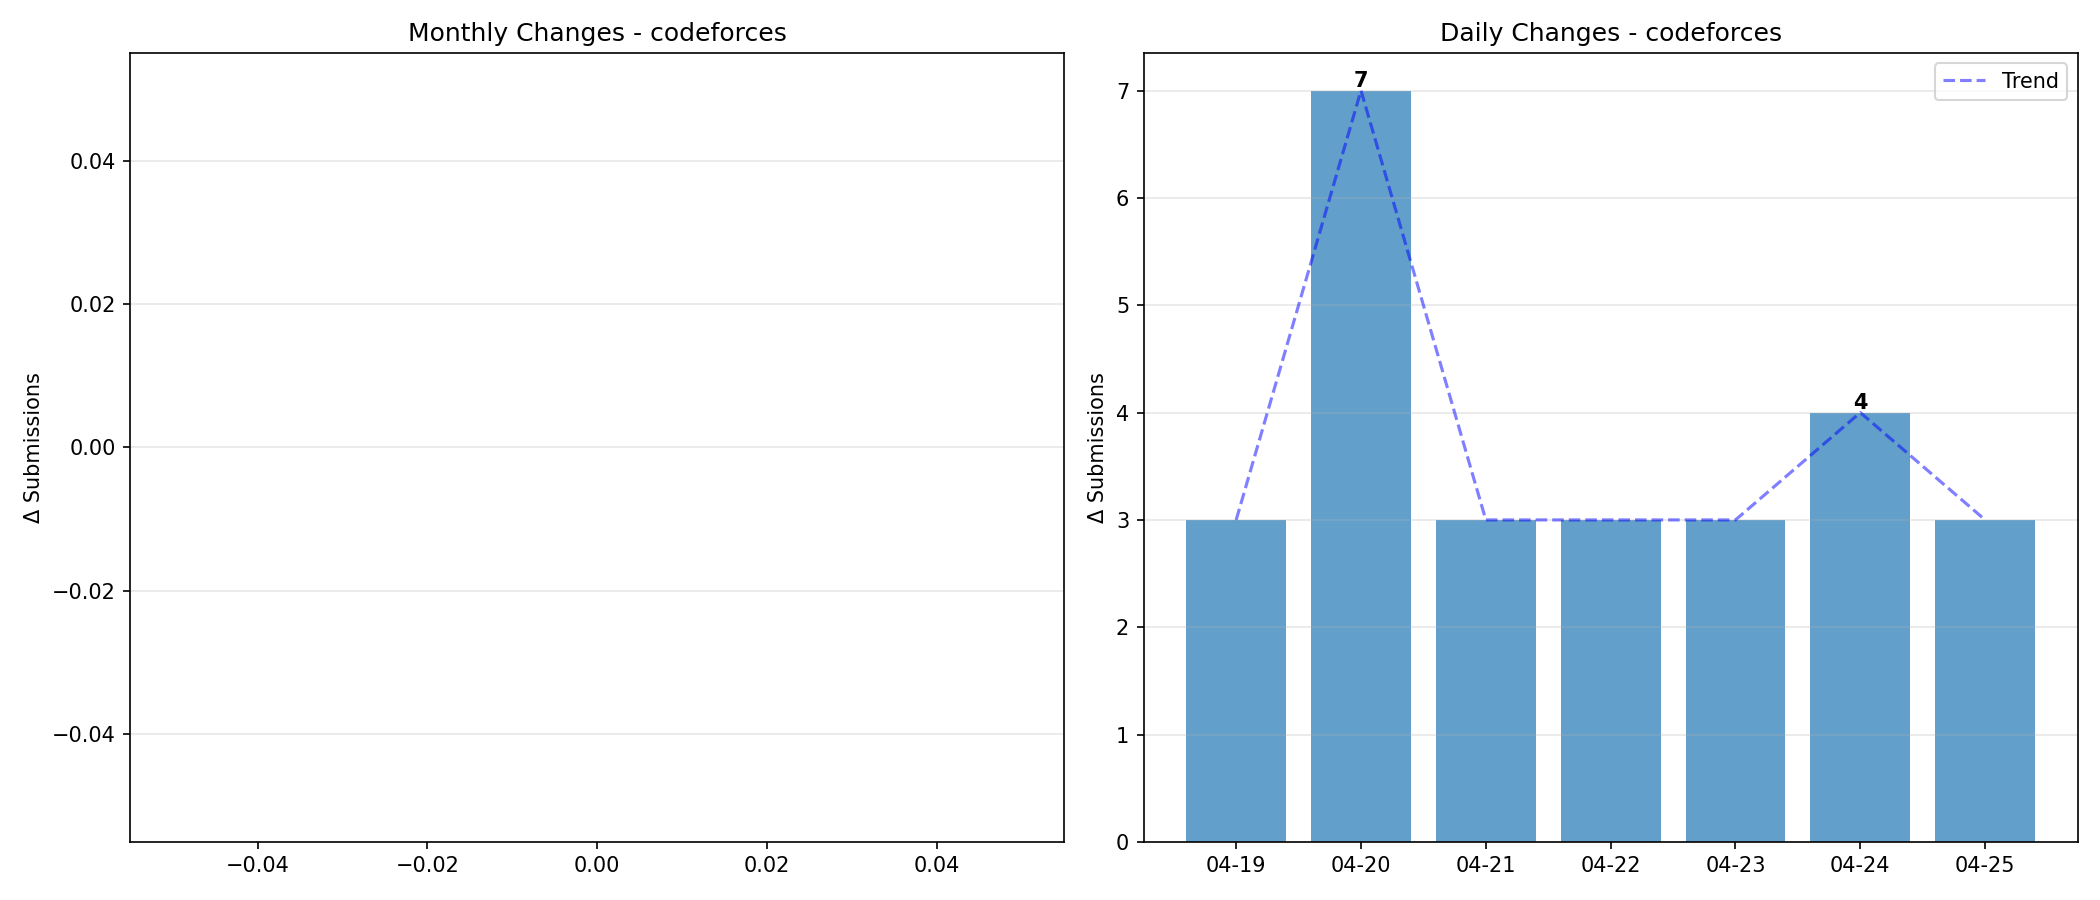 Monthly Changes - codeforces
Δ Submissions
0.04
0.02
0.00
−0.02
−0.04
−0.04 −0.02 0.00 0.02 0.04
Daily Changes - codeforces
Trend
Δ Submissions
7
6
5
4
3
2
1
0
7
4
04-19 04-20 04-21 04-22 04-23 04-24 04-25